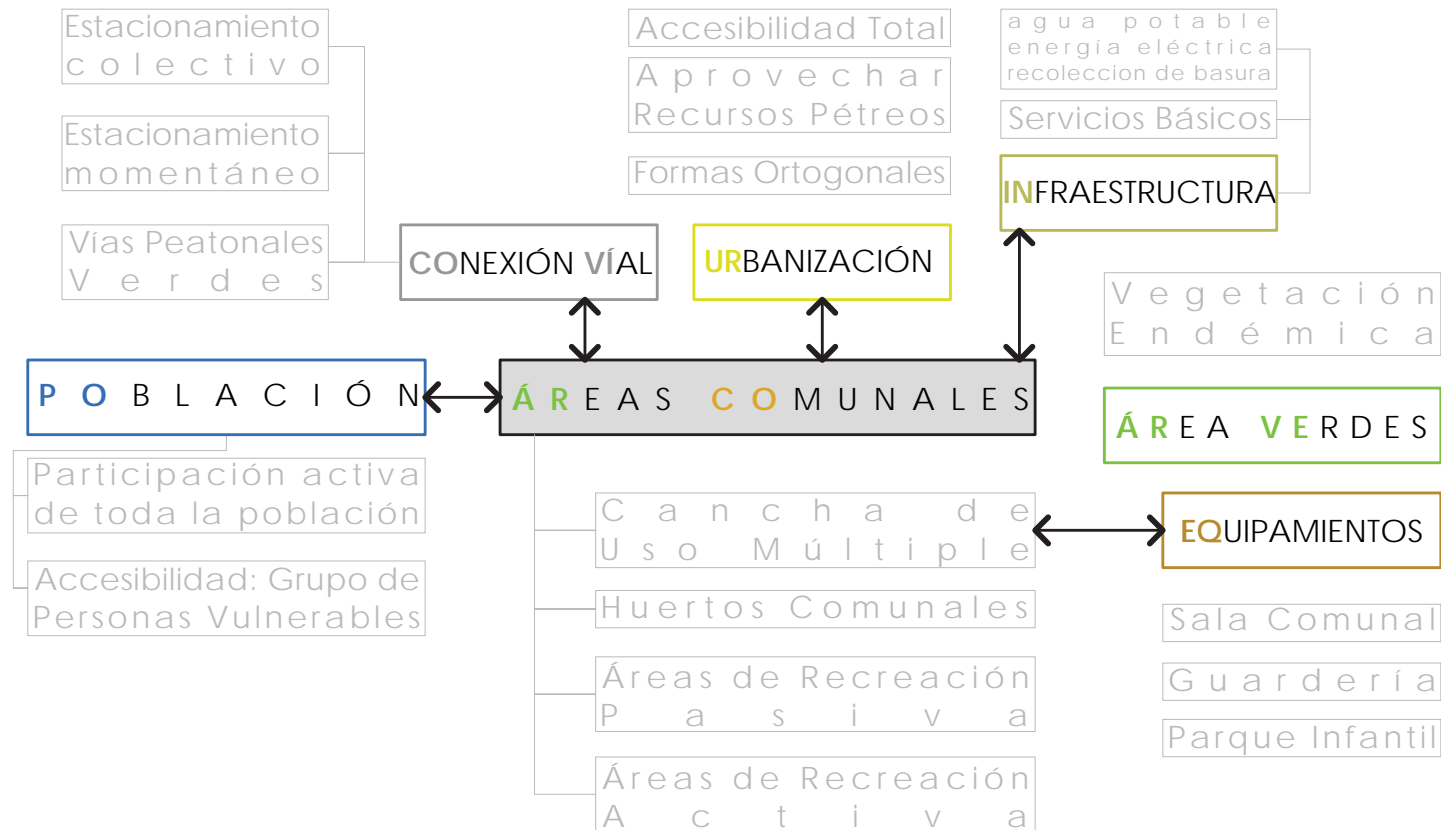 Estacionamiento
colectivo
Estacionamiento
momentáneo
Vías Peatonales
Verdes
CONEXIÓN VÍAL
Accesibilidad Total
Aprovechar
Recursos Pétreos
Formas Ortogonales
URBANIZACIÓN
agua potable
energía eléctrica
recoleccion de basura
Servicios Básicos
INFRAESTRUCTURA
Vegetación
Endémica
ÁREA VERDES
POBLACIÓN
Participación activa
de toda la población
Accesibilidad: Grupo de
Personas Vulnerables
ÁREAS COMUNALES
Cancha de
Uso Múltiple
Huertos Comunales
Áreas de Recreación
Pasiva
Áreas de Recreación
Activa
EQUIPAMIENTOS
Sala Comunal
Guardería
Parque Infantil